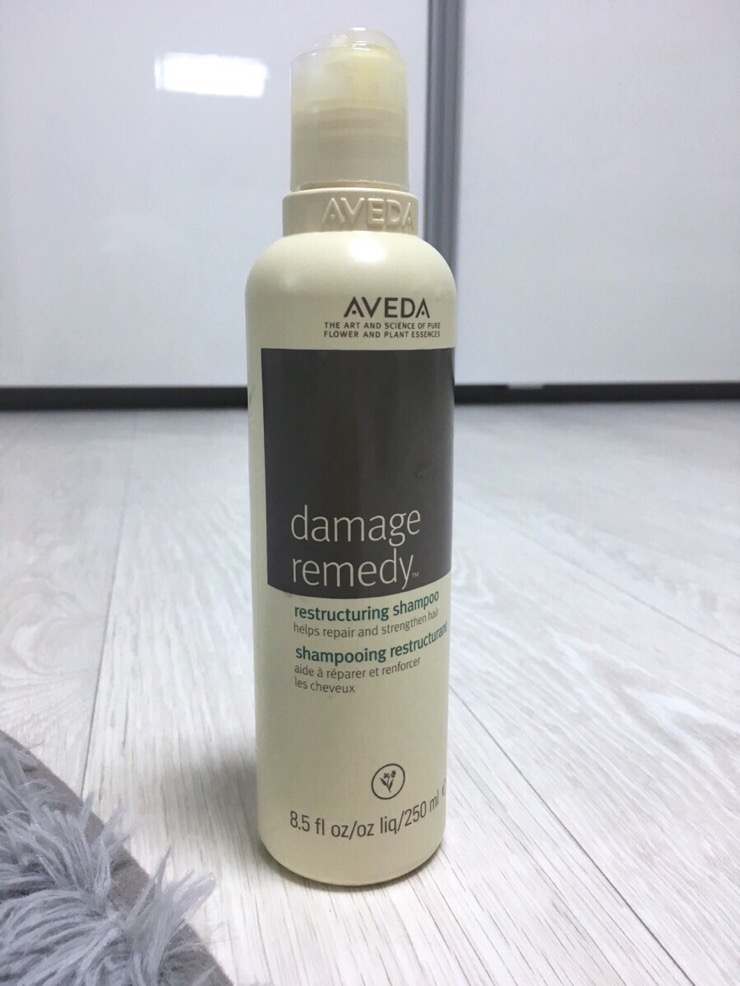 AVEDA
AVEDA
THE ART AND SCIENCE OF PURE
FLOWER AND PLANT ESSENCES
damage
remedy™
restructuring shampoo
helps repair and strengthen hair
shampooing restructurant
aide à réparer et renforcer
les cheveux
8.5 fl oz/oz liq/250 ml e